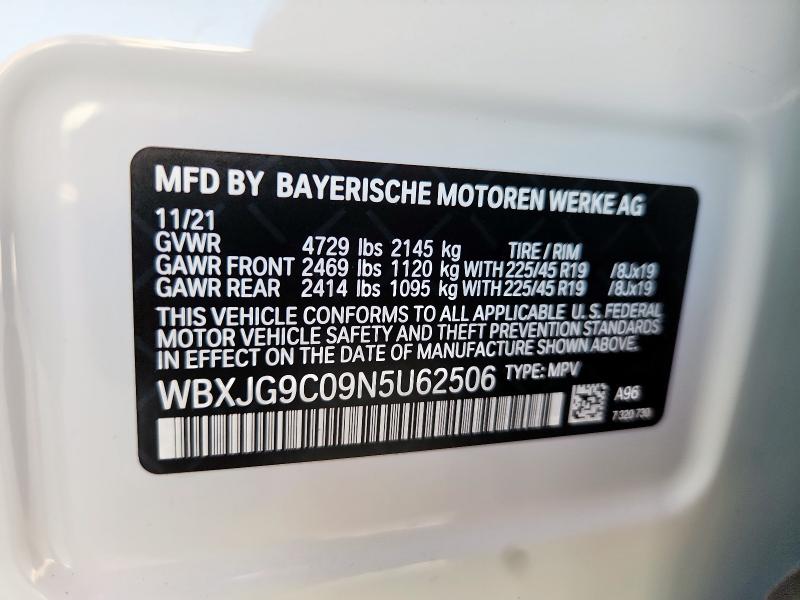 MFD BY BAYERISCHE MOTOREN WERKE AG
11/21
GVWR 4729 lbs 2145 kg TIRE / RIM
GAWR FRONT 2469 lbs 1120 kg WITH 225/45 R19 /8Jx19
GAWR REAR 2414 lbs 1095 kg WITH 225/45 R19 /8Jx19
THIS VEHICLE CONFORMS TO ALL APPLICABLE U.S. FEDERAL
MOTOR VEHICLE SAFETY AND THEFT PREVENTION STANDARDS
IN EFFECT ON THE DATE OF MANUFACTURE SHOWN ABOVE.
WBXJG9C09N5U62506 TYPE: MPV
A96
7 320 730